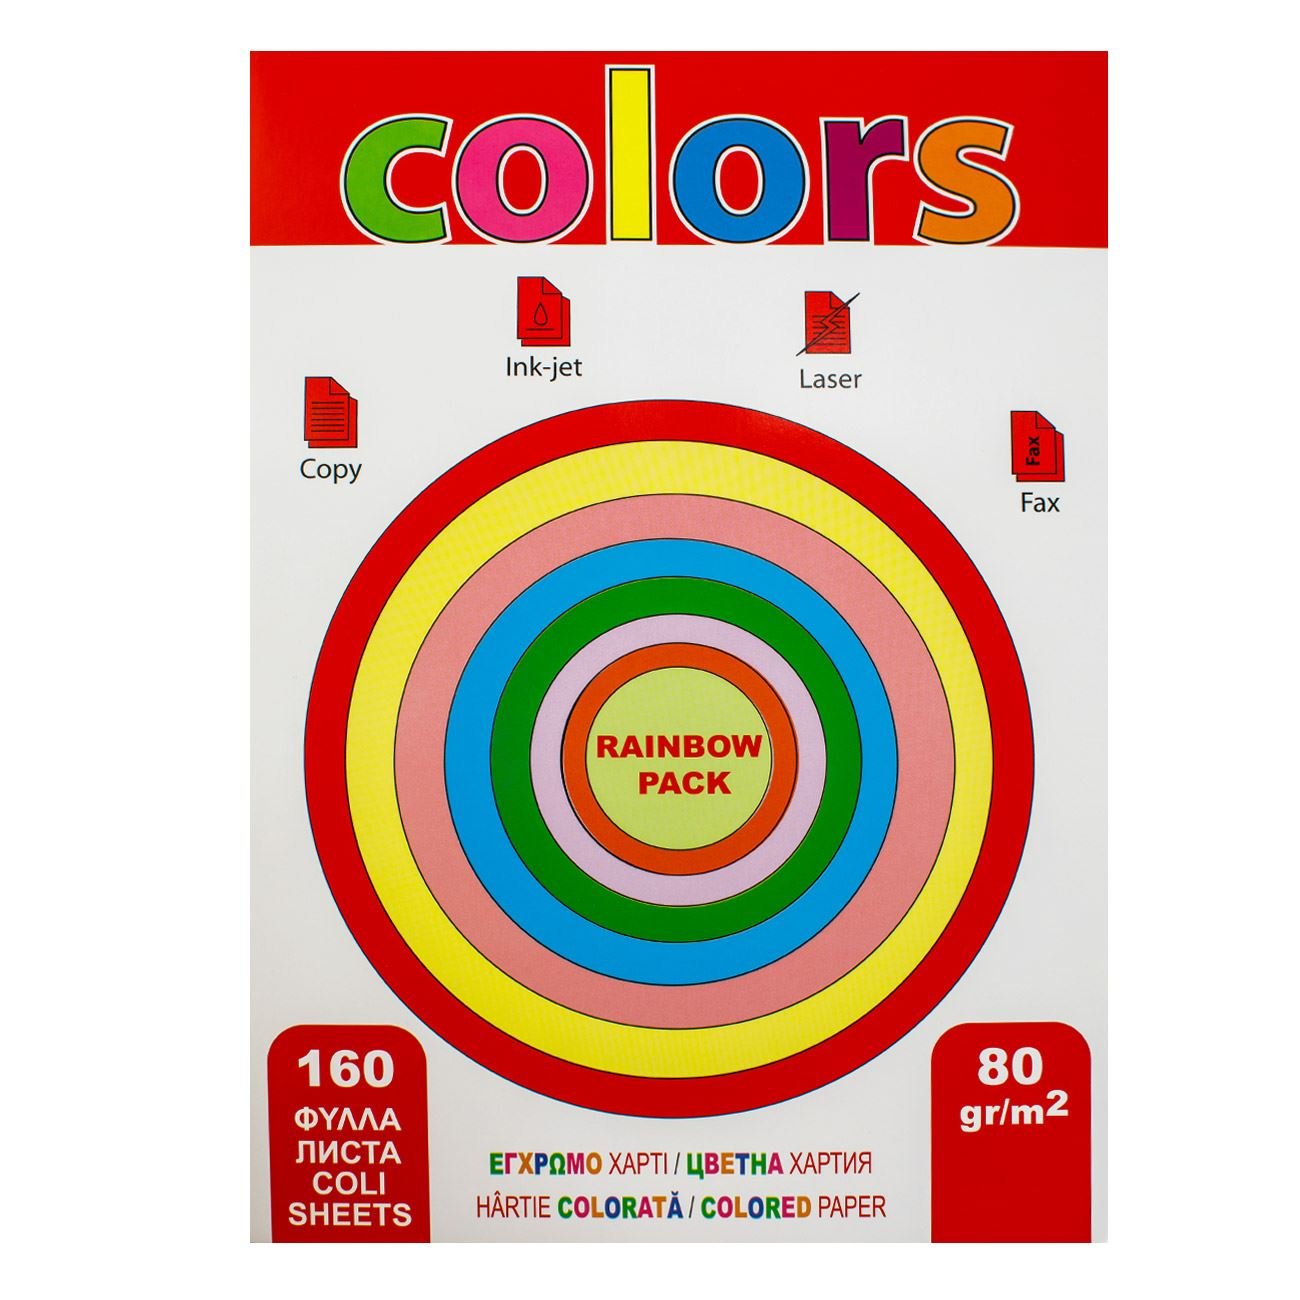 colors
Ink-jet
Laser
Copy
Fax
Fax
RAINBOW
PACK
160
ΦΥΛΛΑ
ЛИСТА
COLI
SHEETS
80
gr/m²
ΕΓΧΡΩΜΟ ΧΑΡΤΙ / ЦВЕТНА ХАРТИЯ
HÂRTIE COLORATĂ / COLORED PAPER